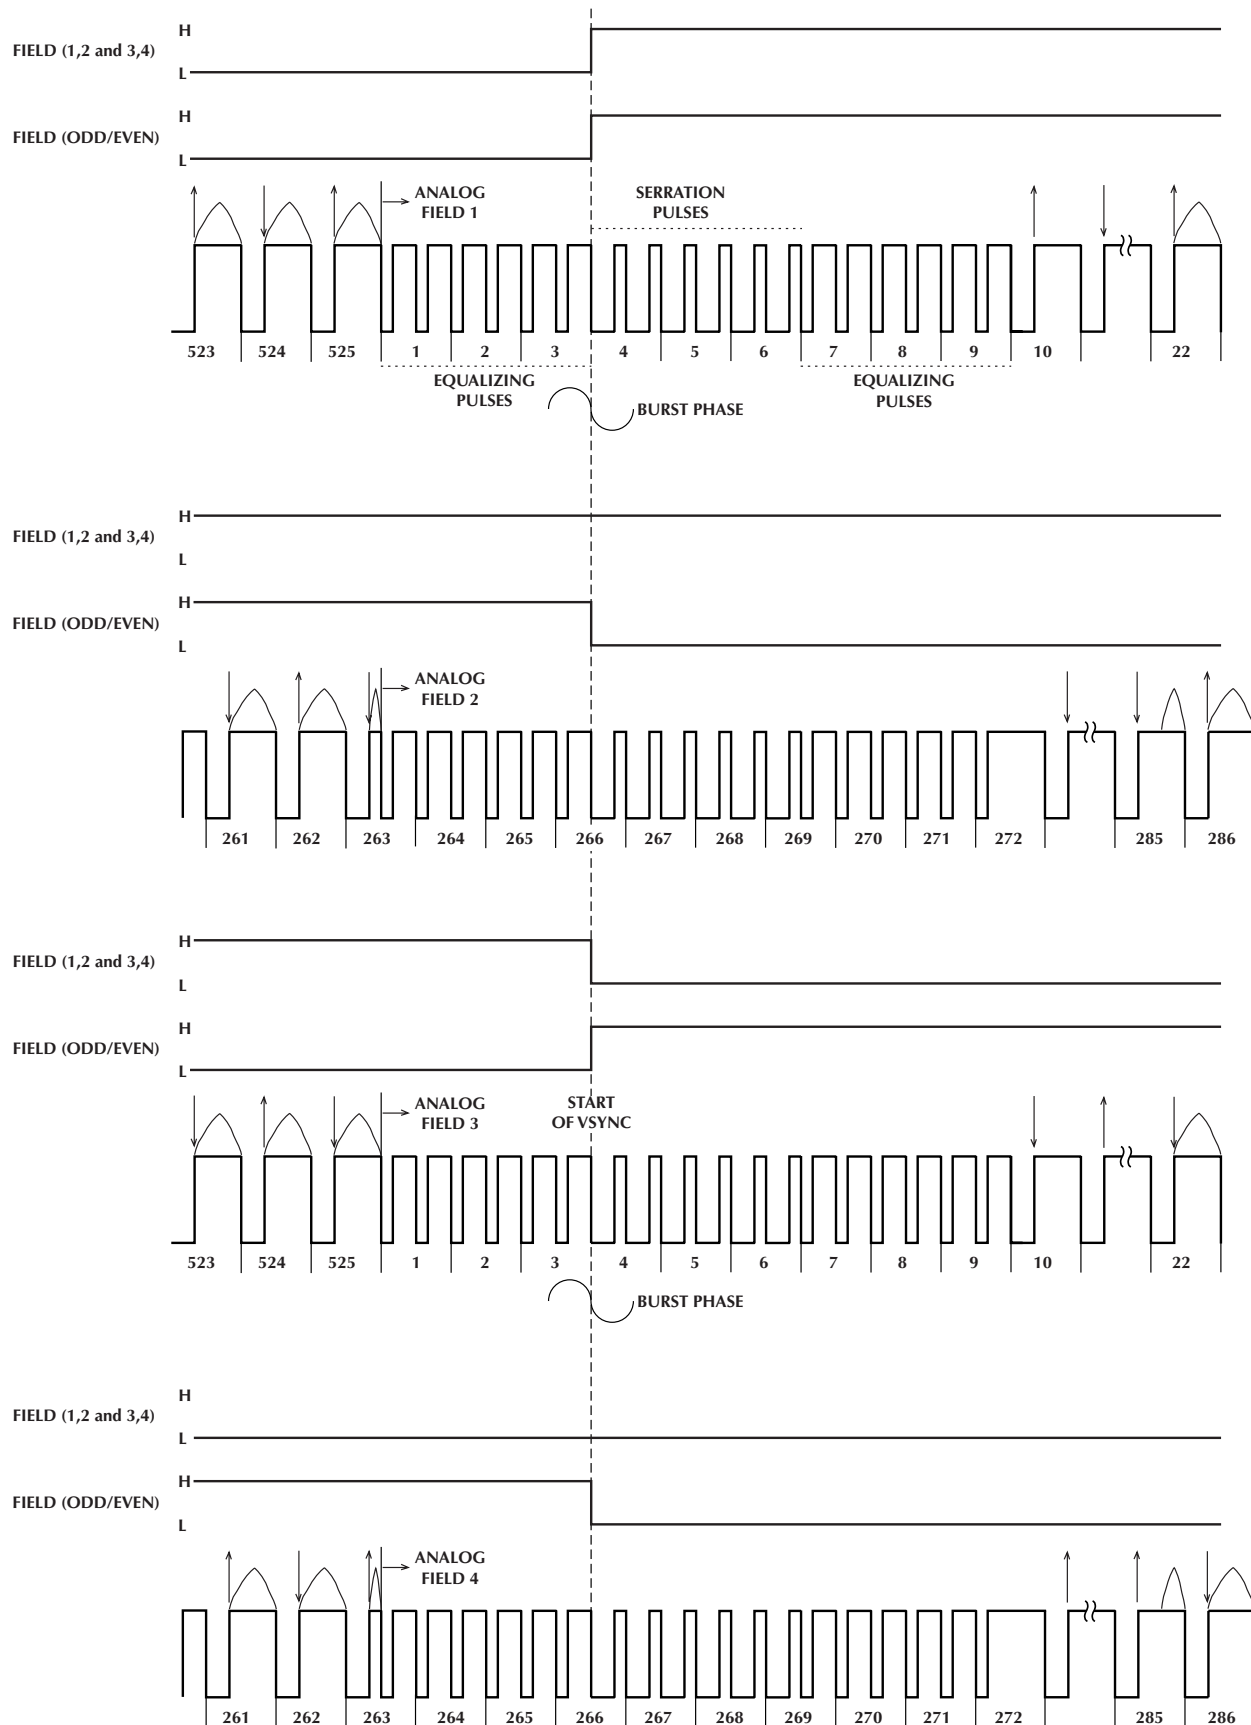 H
FIELD (1,2 and 3,4)
L
H
FIELD (ODD/EVEN)
L
ANALOG
FIELD 1
SERRATION
PULSES
523 524 525 1 2 3 4 5 6 7 8 9 10 22
EQUALIZING
PULSES
EQUALIZING
PULSES
BURST PHASE
H
FIELD (1,2 and 3,4)
L
H
FIELD (ODD/EVEN)
L
ANALOG
FIELD 2
261 262 263 264 265 266 267 268 269 270 271 272 285 286
H
FIELD (1,2 and 3,4)
L
H
FIELD (ODD/EVEN)
L
ANALOG
FIELD 3
START
OF VSYNC
523 524 525 1 2 3 4 5 6 7 8 9 10 22
BURST PHASE
H
FIELD (1,2 and 3,4)
L
H
FIELD (ODD/EVEN)
L
ANALOG
FIELD 4
261 262 263 264 265 266 267 268 269 270 271 272 285 286